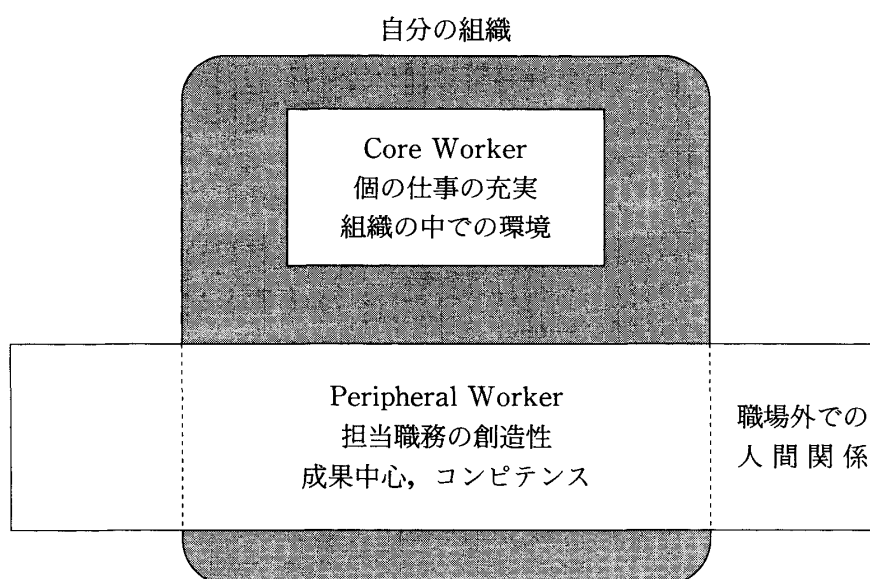 自分の組織
Core Worker
個の仕事の充実
組織の中での環境
Peripheral Worker
担当職務の創造性
成果中心，コンピテンス
職場外での
人間関係